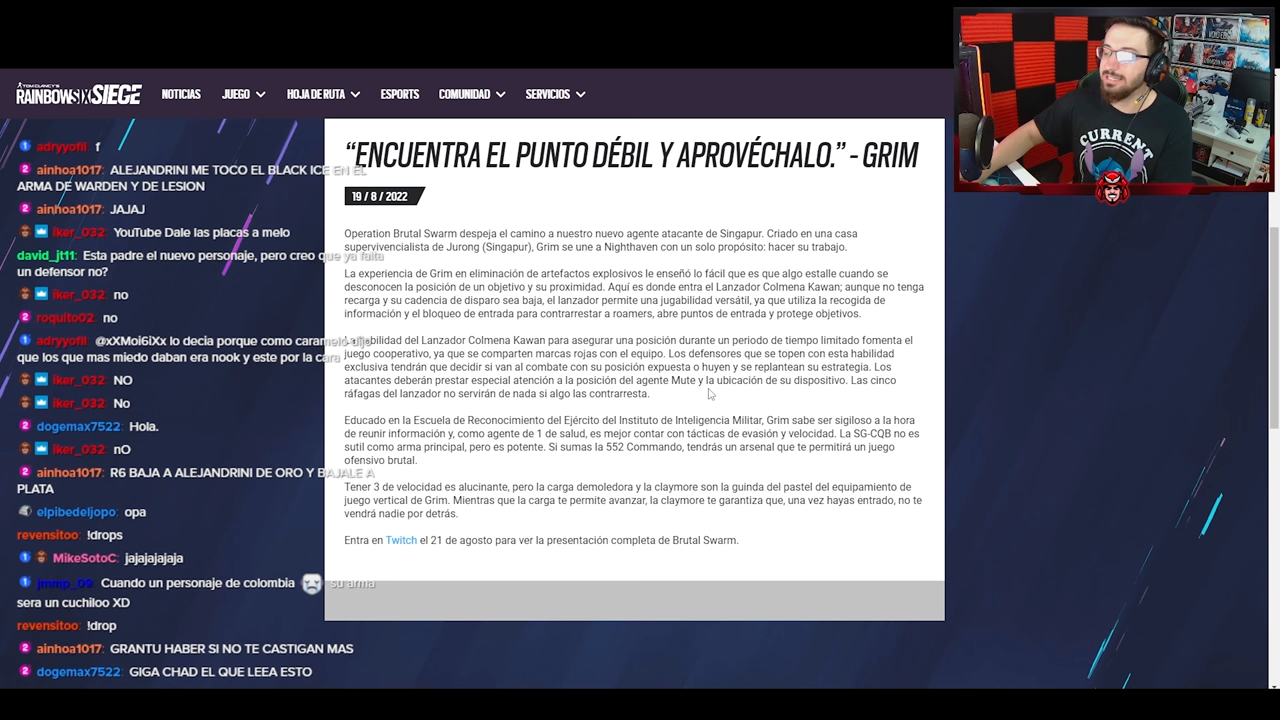 TOM CLANCY'S
RAINBOWSIX SIEGE
NOTICIAS
JUEGO
HOJA DE RUTA
ESPORTS
COMUNIDAD
SERVICIOS
adryyofll: f
ainhoa1017: ALEJANDRINI ME TOCO EL BLACK ICE EN EL
ARMA DE WARDEN Y DE LESION
ainhoa1017: JAJAJ
iker_032: YouTube Dale las placas a melo
david_jt11: Esta padre el nuevo personaje, pero creo que ya falta
un defensor no?
iker_032: no
roquito02: no
adryyofll: @xXMoi6iXx lo decia porque como caramelo dijo
que los que mas miedo daban era nook y este por la cara
iker_032: NO
iker_032: No
dogemax7522: Hola.
iker_032: nO
ainhoa1017: R6 BAJA A ALEJANDRINI DE ORO Y BAJALE A
PLATA
elpibedeljopo: opa
revensitoo: !drops
MikeSotoC: jajajajajaja
jmmp_09: Cuando un personaje de colombia su arma
sera un cuchiloo XD
revensitoo: !drop
ainhoa1017: GRANTU HABER SI NO TE CASTIGAN MAS
dogemax7522: GIGA CHAD EL QUE LEEA ESTO
“ENCUENTRA EL PUNTO DÉBIL Y APROVÉCHALO.” - GRIM
19 / 8 / 2022
Operation Brutal Swarm despeja el camino a nuestro nuevo agente atacante de Singapur. Criado en una casa
supervivencialista de Jurong (Singapur), Grim se une a Nighthaven con un solo propósito: hacer su trabajo.
La experiencia de Grim en eliminación de artefactos explosivos le enseñó lo fácil que es que algo estalle cuando se
desconocen la posición de un objetivo y su proximidad. Aquí es donde entra el Lanzador Colmena Kawan; aunque no tenga
recarga y su cadencia de disparo sea baja, el lanzador permite una jugabilidad versátil, ya que utiliza la recogida de
información y el bloqueo de entrada para contrarrestar a roamers, abre puntos de entrada y protege objetivos.
La habilidad del Lanzador Colmena Kawan para asegurar una posición durante un periodo de tiempo limitado fomenta el
juego cooperativo, ya que se comparten marcas rojas con el equipo. Los defensores que se topen con esta habilidad
exclusiva tendrán que decidir si van al combate con su posición expuesta o huyen y se replantean su estrategia. Los
atacantes deberán prestar especial atención a la posición del agente Mute y la ubicación de su dispositivo. Las cinco
ráfagas del lanzador no servirán de nada si algo las contrarresta.
Educado en la Escuela de Reconocimiento del Ejército del Instituto de Inteligencia Militar, Grim sabe ser sigiloso a la hora
de reunir información y, como agente de 1 de salud, es mejor contar con tácticas de evasión y velocidad. La SG-CQB no es
sutil como arma principal, pero es potente. Si sumas la 552 Commando, tendrás un arsenal que te permitirá un juego
ofensivo brutal.
Tener 3 de velocidad es alucinante, pero la carga demoledora y la claymore son la guinda del pastel del equipamiento de
juego vertical de Grim. Mientras que la carga te permite avanzar, la claymore te garantiza que, una vez hayas entrado, no te
vendrá nadie por detrás.
Entra en Twitch el 21 de agosto para ver la presentación completa de Brutal Swarm.
CURRENT